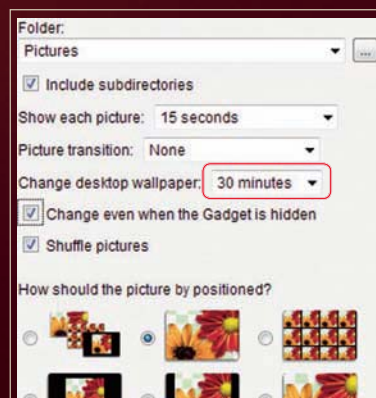 Folder:
Pictures
...
Include subdirectories
Show each picture: 15 seconds
Picture transition: None
Change desktop wallpaper: 30 minutes
Change even when the Gadget is hidden
Shuffle pictures
How should the picture by positioned?